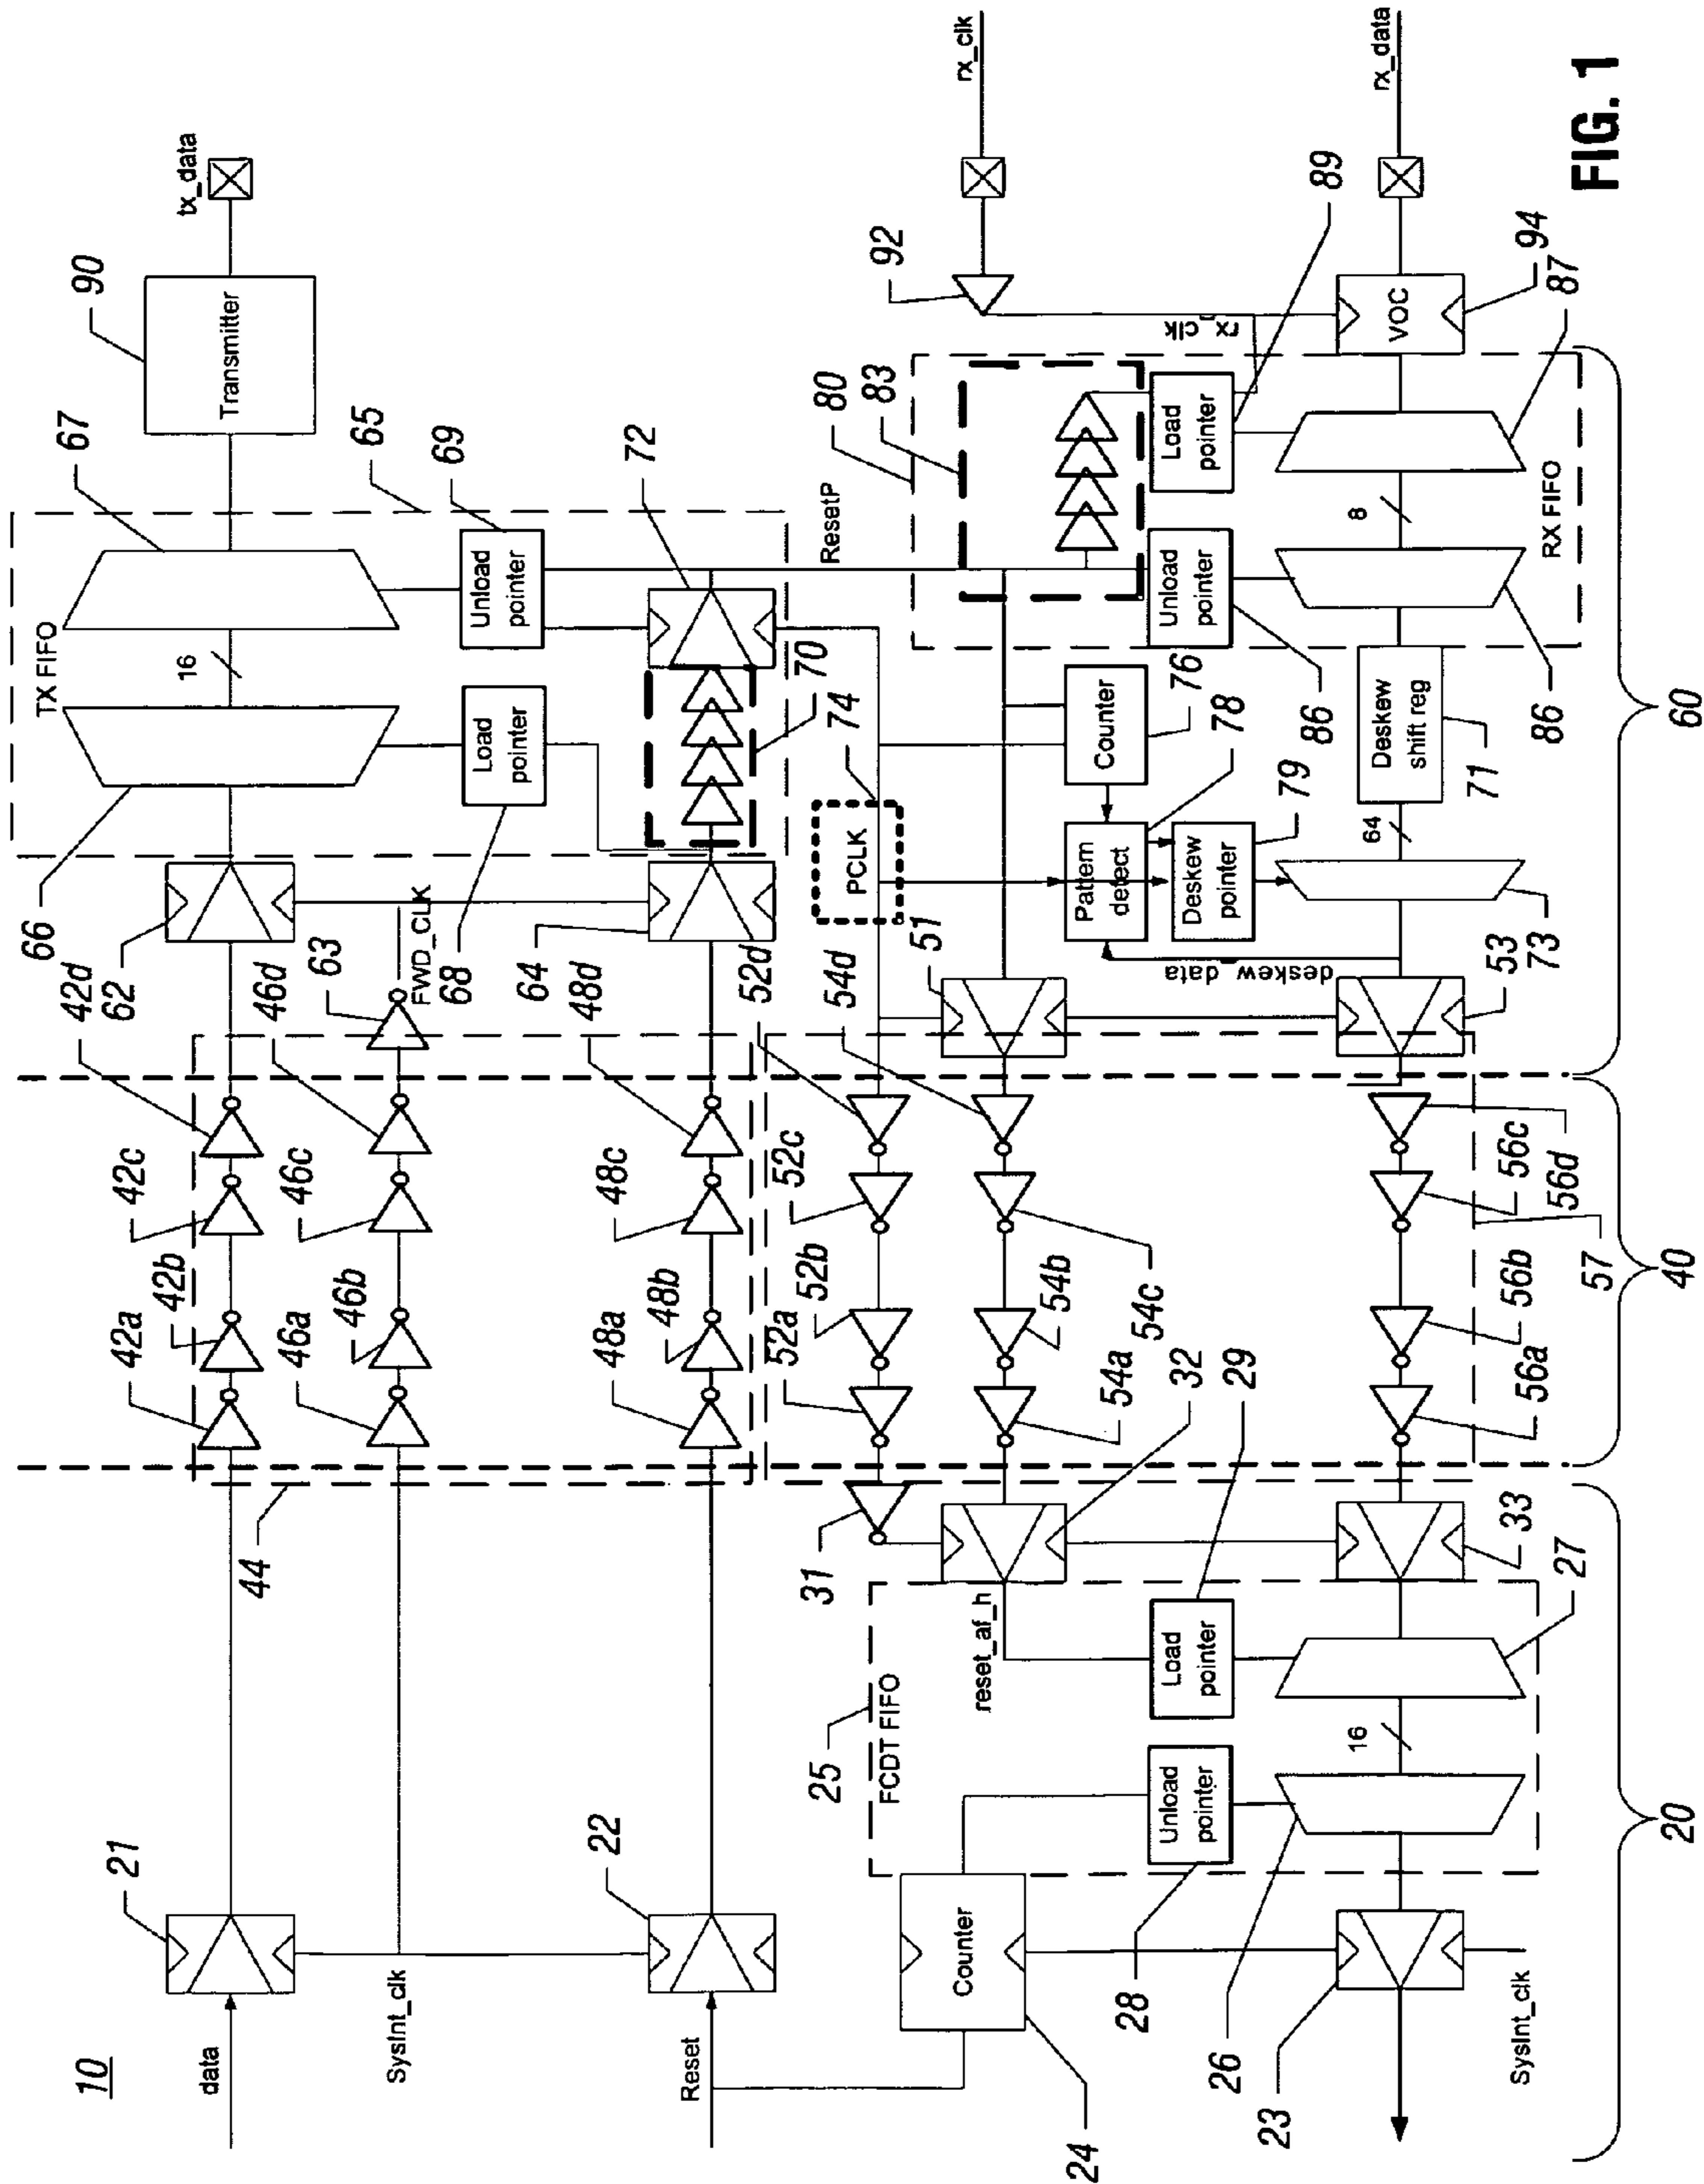 10
data
SysInt_clk
Reset
21
22
24
Counter
23
SysInt_clk
20
44
42a
42b
42c
42d
46a
46b
46c
46d
48a
48b
48c
48d
52a
52b
52c
52d
54a
54b
54c
54d
56a
56b
56c
56d
57
40
25
FCDT FIFO
reset_af_h
31
32
33
29
Load
pointer
Unload
pointer
28
26
27
16
62
63
FWD_CLK
64
66
TX FIFO
16
67
65
68
Load
pointer
Unload
pointer
69
70
72
74
PCLK
ResetP
Transmitter
90
tx_data
51
53
73
deskew_data
Counter
76
Pattern
detect
78
Deskew
pointer
79
64
Deskew
shift reg
71
80
83
Unload
pointer
86
86
8
RX FIFO
Load
pointer
89
87
94
VOC
92
rx_clk
rx_clk
rx_data
60
FIG. 1